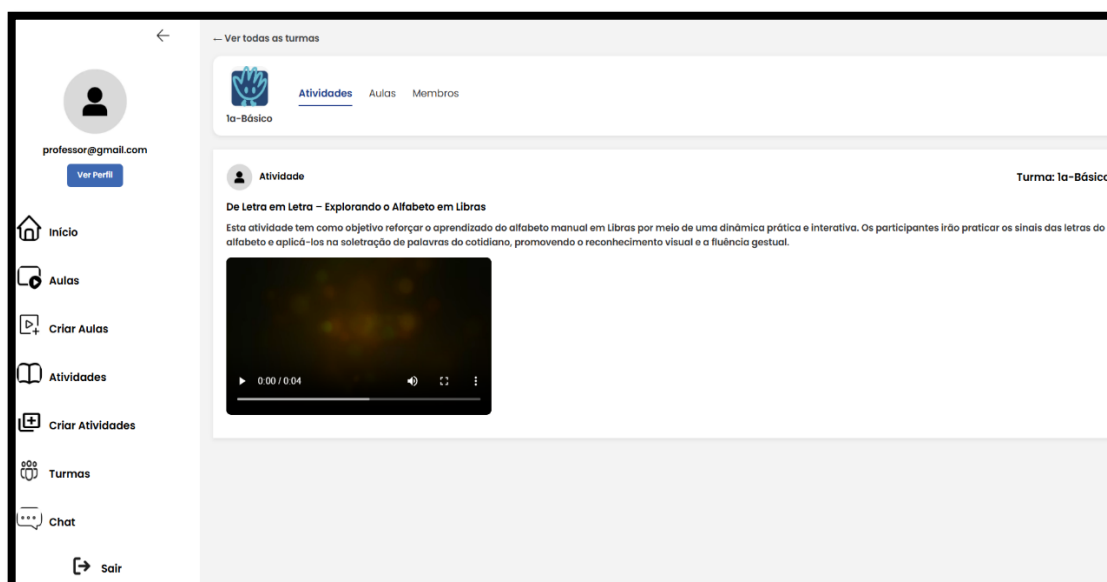 professor@gmail.com
Ver Perfil
Início
Aulas
Criar Aulas
Atividades
Criar Atividades
Turmas
Chat
Sair
← Ver todas as turmas
1a-Básico
Atividades Aulas Membros
Atividade
Turma: 1a-Básico
De Letra em Letra – Explorando o Alfabeto em Libras
Esta atividade tem como objetivo reforçar o aprendizado do alfabeto manual em Libras por meio de uma dinâmica prática e interativa. Os participantes irão praticar os sinais das letras do
alfabeto e aplicá-los na soletração de palavras do cotidiano, promovendo o reconhecimento visual e a fluência gestual.
0:00 / 0:04